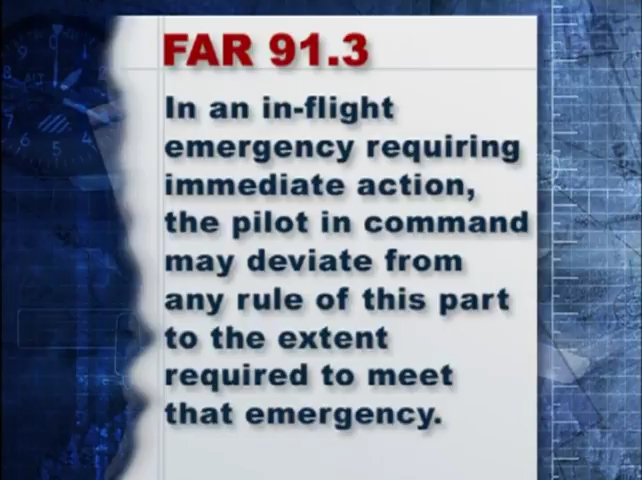 FAR 91.3
In an in-flight
emergency requiring
immediate action,
the pilot in command
may deviate from
any rule of this part
to the extent
required to meet
that emergency.